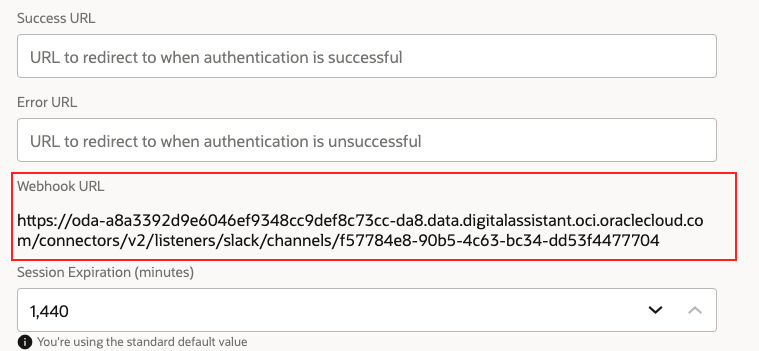 Success URL
URL to redirect to when authentication is successful
Error URL
URL to redirect to when authentication is unsuccessful
Webhook URL
https://oda-a8a3392d9e6046ef9348cc9def8c73cc-da8.data.digitalassistant.oci.oraclecloud.co
m/connectors/v2/listeners/slack/channels/f57784e8-90b5-4c63-bc34-dd53f4477704
Session Expiration (minutes)
1,440
You're using the standard default value